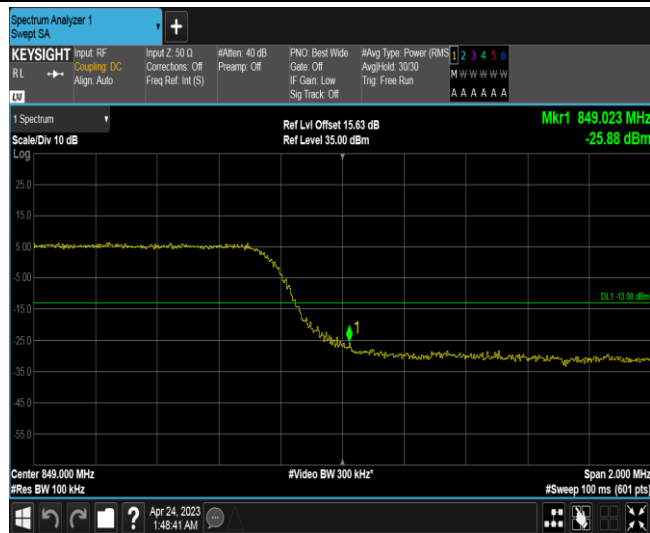 Spectrum Analyzer 1
Swept SA
+
KEYSIGHT
RL
Input: RF
Coupling: DC
Align: Auto
Input Z: 50 Ω
Corrections: Off
Freq Ref: Int (S)
#Atten: 40 dB
Preamp: Off
PNO: Best Wide
Gate: Off
IF Gain: Low
Sig Track: Off
#Avg Type: Power (RMS
Avg|Hold: 30/30
Trig: Free Run
1 2 3 4 5 6
M W W W W W
A A A A A A
LXI
1 Spectrum
Scale/Div 10 dB
Ref Lvl Offset 15.63 dB
Ref Level 35.00 dBm
Mkr1 849.023 MHz
-25.88 dBm
Log
25.0
15.0
5.00
-5.00
-15.0
-25.0
-35.0
-45.0
-55.0
DL1 -13.00 dBm
1
Center 849.000 MHz
#Res BW 100 kHz
#Video BW 300 kHz*
Span 2.000 MHz
#Sweep 100 ms (601 pts)
?
Apr 24, 2023
1:48:41 AM